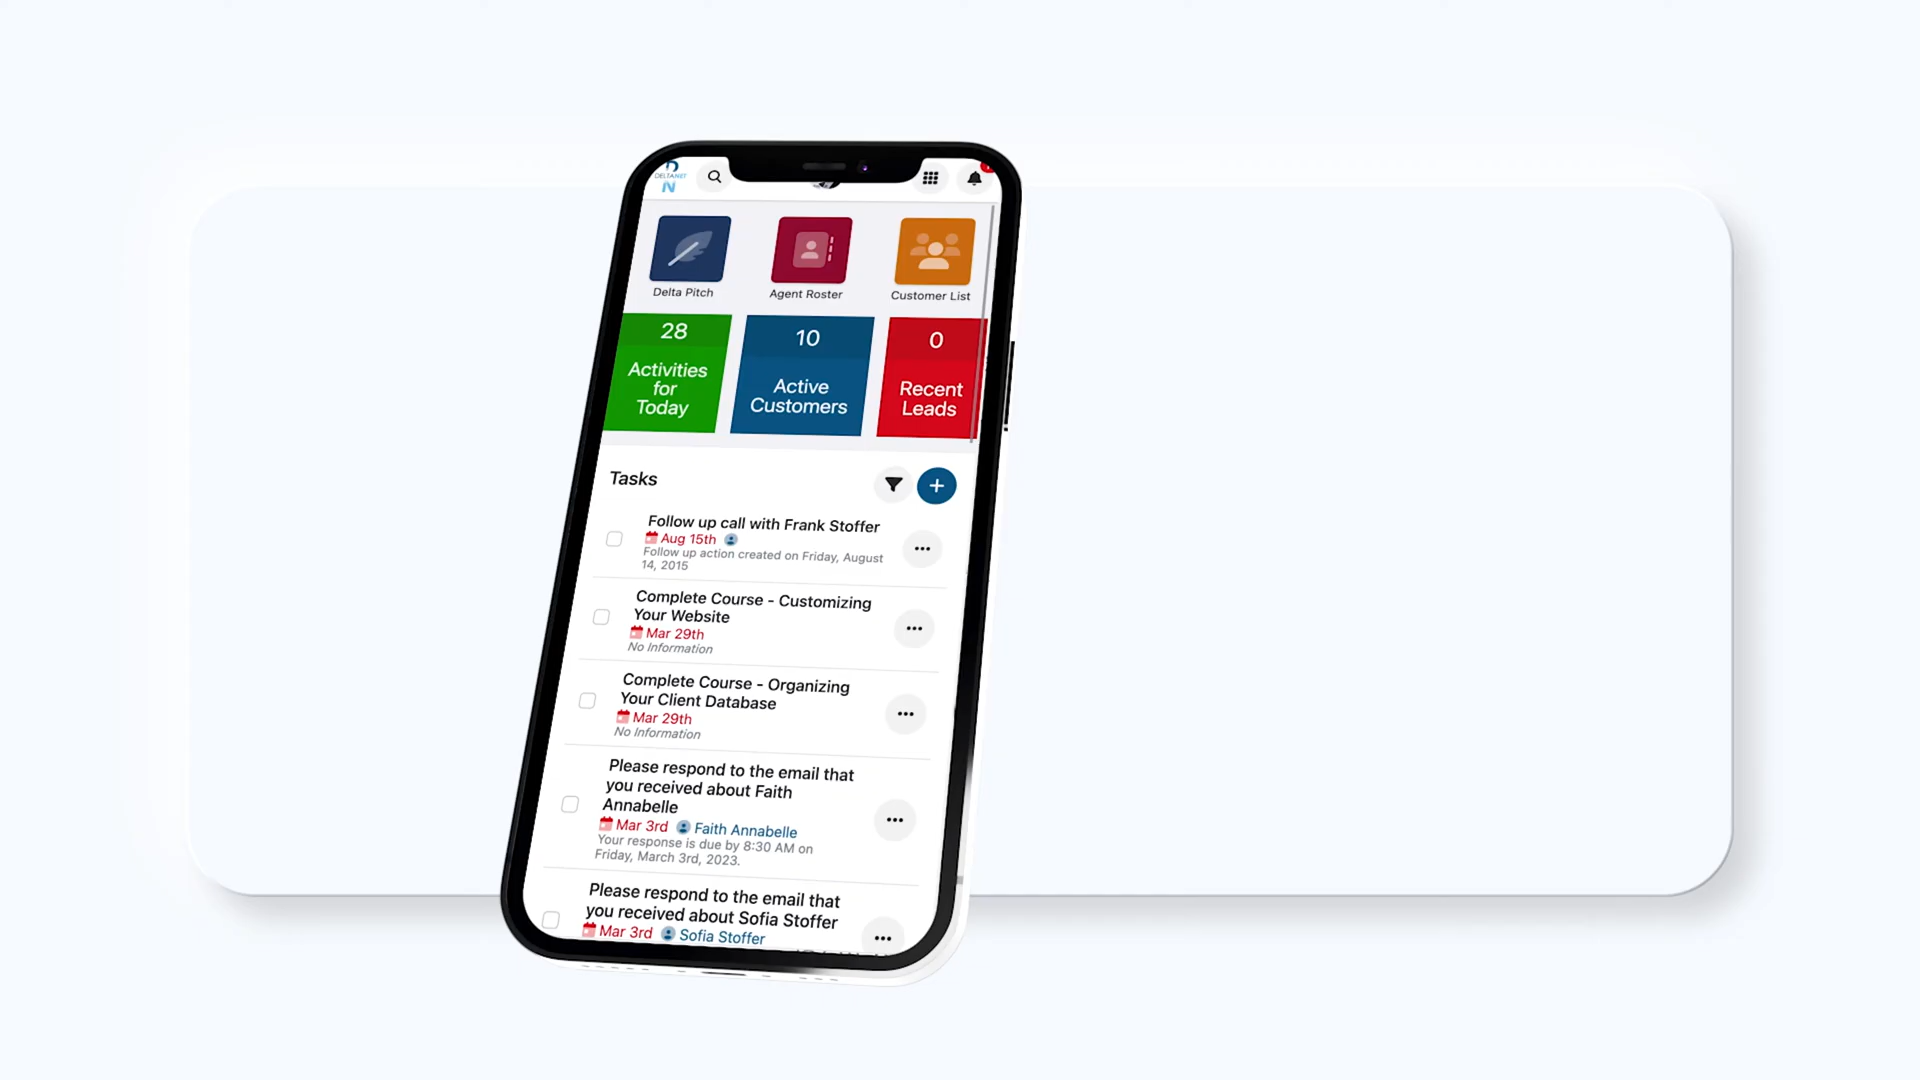 DELTANET
N
Delta Pitch
Agent Roster
Customer List
28
Activities
for
Today
10
Active
Customers
0
Recent
Leads
Tasks
Follow up call with Frank Stoffer
Aug 15th
Follow up action created on Friday, August
14, 2015
Complete Course - Customizing
Your Website
Mar 29th
No Information
Complete Course - Organizing
Your Client Database
Mar 29th
No Information
Please respond to the email that
you received about Faith
Annabelle
Mar 3rd Faith Annabelle
Your response is due by 8:30 AM on
Friday, March 3rd, 2023.
Please respond to the email that
you received about Sofia Stoffer
Mar 3rd Sofia Stoffer